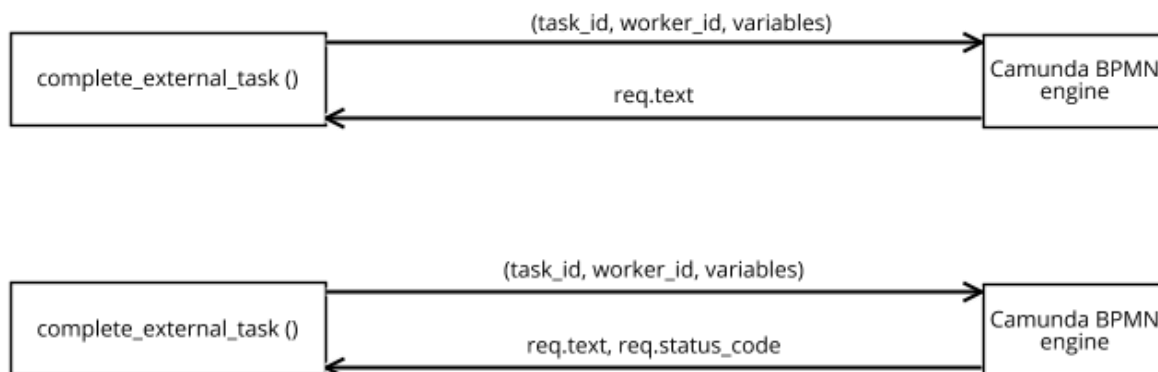 (task_id, worker_id, variables)
complete_external_task ()
Camunda BPMN
engine
req.text
(task_id, worker_id, variables)
complete_external_task ()
Camunda BPMN
engine
req.text, req.status_code